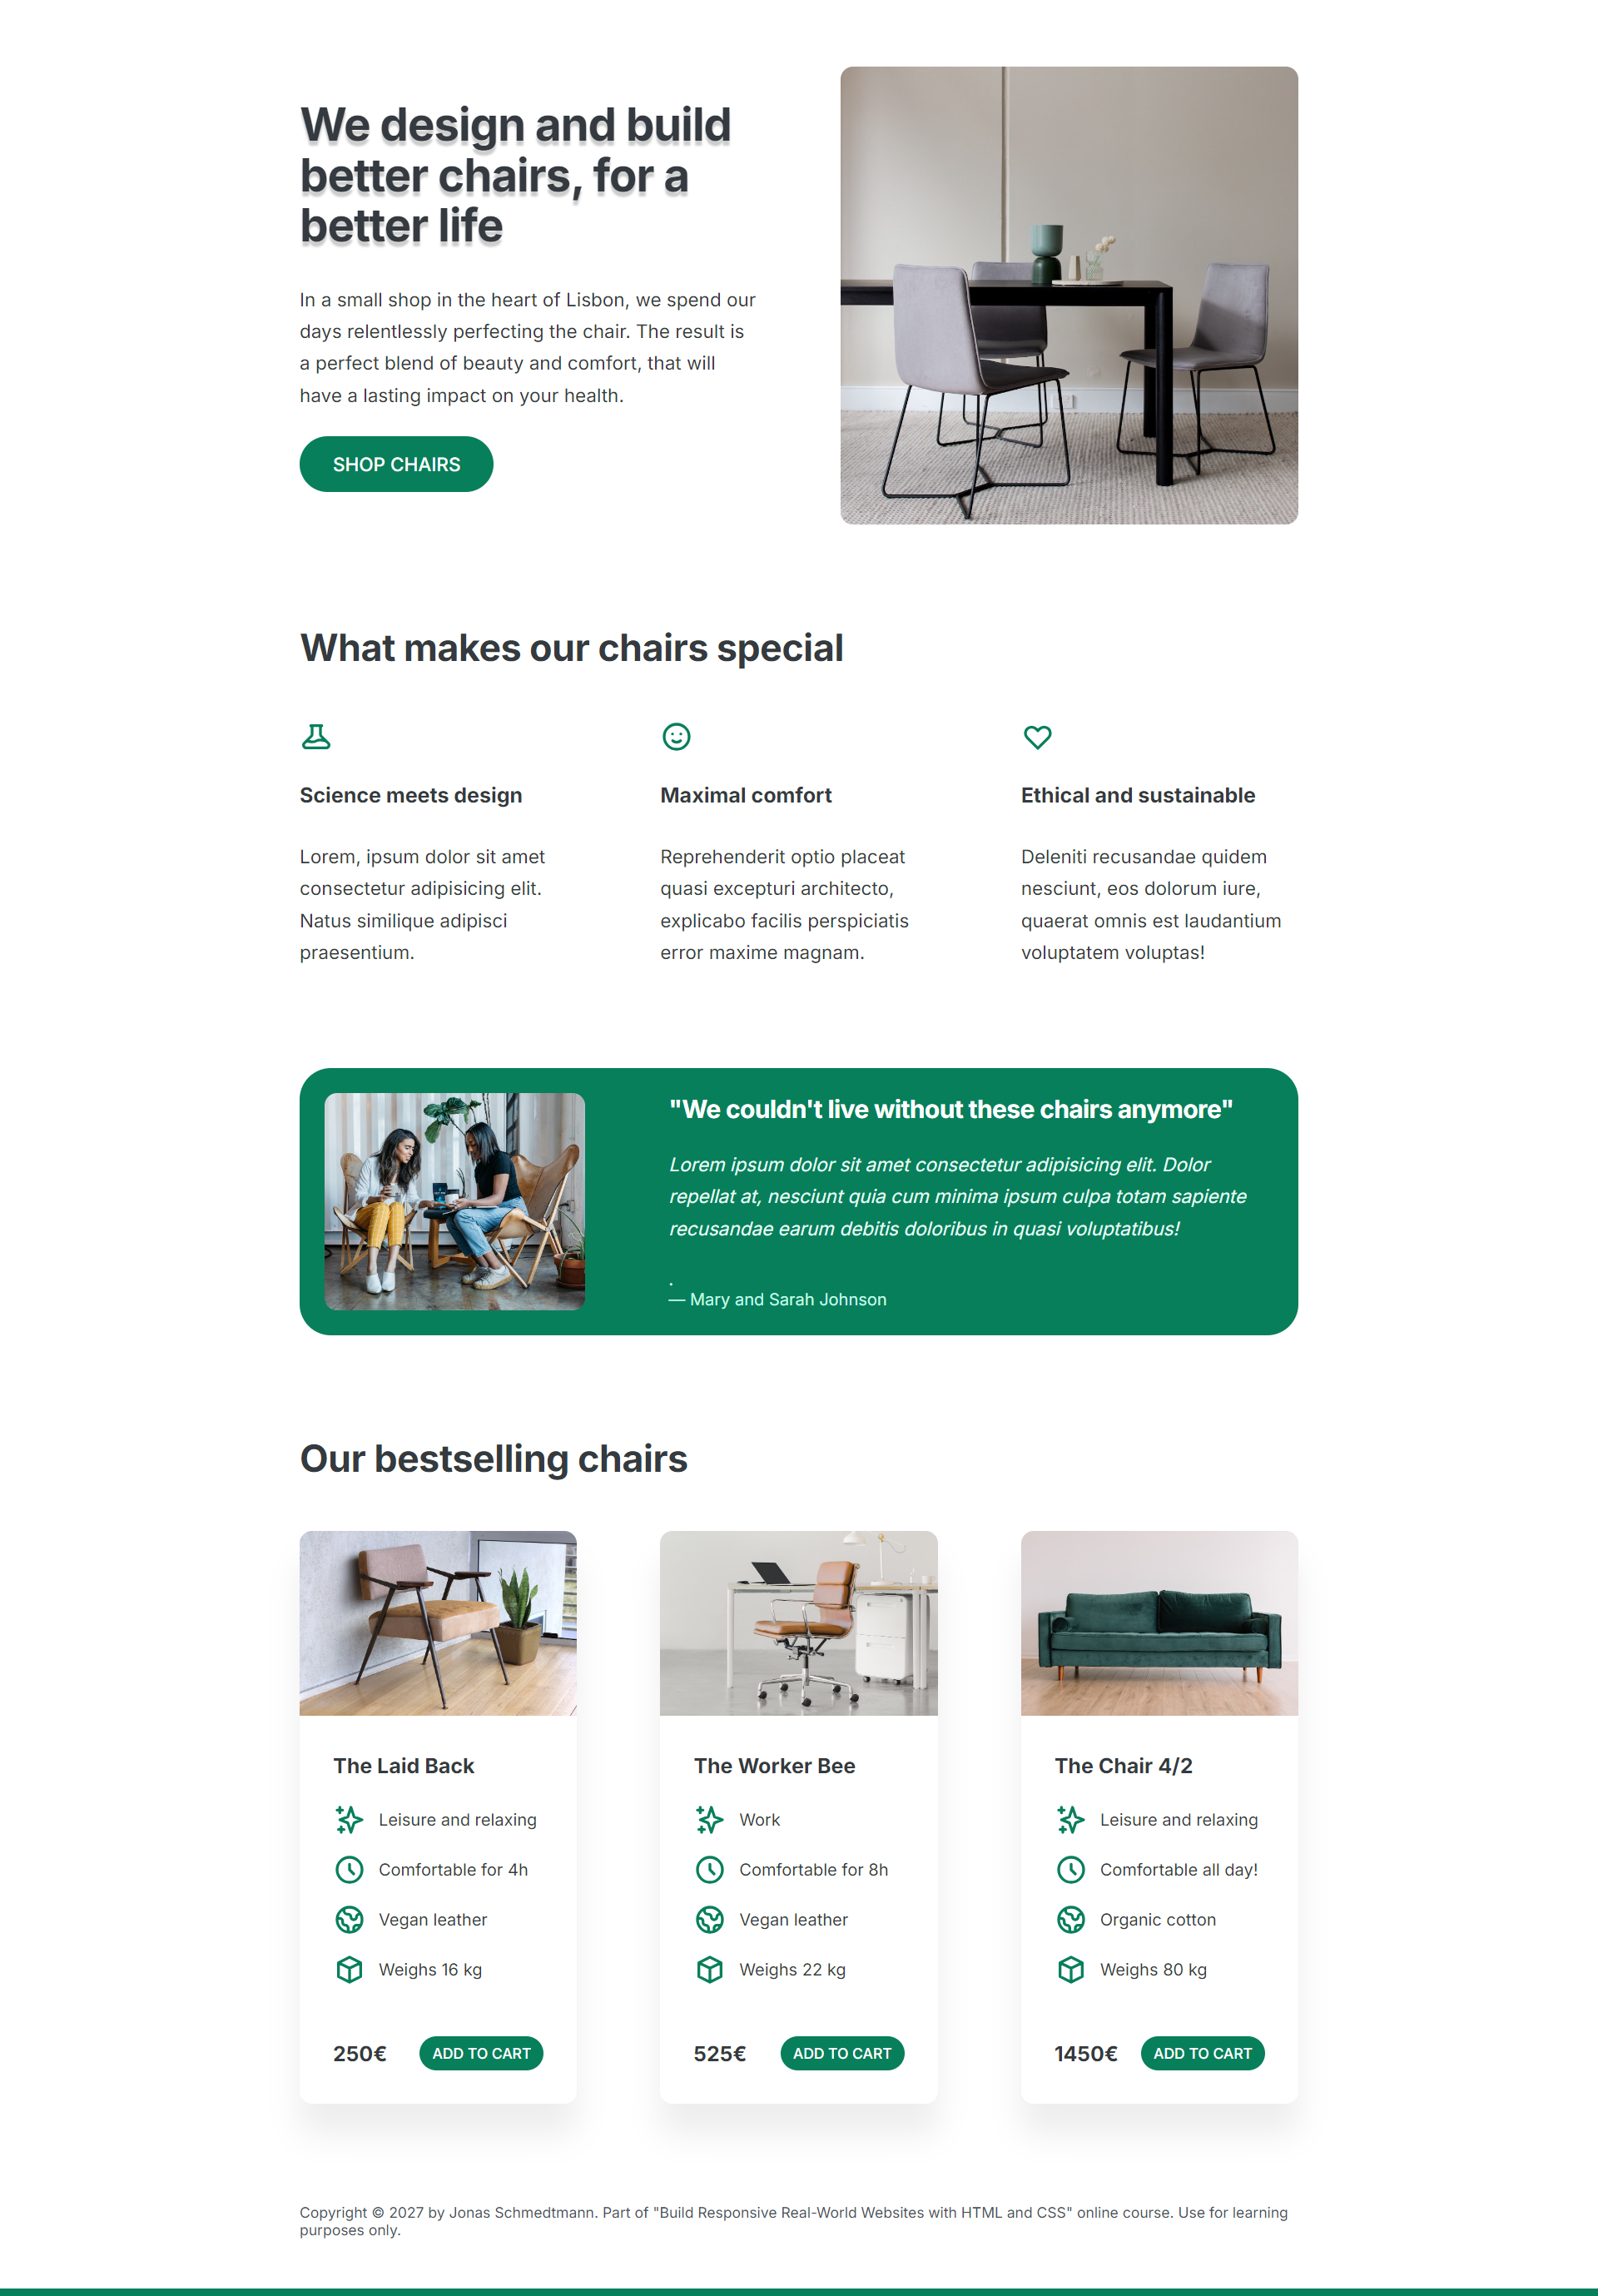 We design and build
better chairs, for a
better life
In a small shop in the heart of Lisbon, we spend our
days relentlessly perfecting the chair. The result is
a perfect blend of beauty and comfort, that will
have a lasting impact on your health.
SHOP CHAIRS
What makes our chairs special
Science meets design
Lorem, ipsum dolor sit amet
consectetur adipisicing elit.
Natus similique adipisci
praesentium.
Maximal comfort
Reprehenderit optio placeat
quasi excepturi architecto,
explicabo facilis perspiciatis
error maxime magnam.
Ethical and sustainable
Deleniti recusandae quidem
nesciunt, eos dolorum iure,
quaerat omnis est laudantium
voluptatem voluptas!
"We couldn't live without these chairs anymore"
Lorem ipsum dolor sit amet consectetur adipisicing elit. Dolor
repellat at, nesciunt quia cum minima ipsum culpa totam sapiente
recusandae earum debitis doloribus in quasi voluptatibus!
.
— Mary and Sarah Johnson
Our bestselling chairs
The Laid Back
Leisure and relaxing
Comfortable for 4h
Vegan leather
Weighs 16 kg
250€ ADD TO CART
The Worker Bee
Work
Comfortable for 8h
Vegan leather
Weighs 22 kg
525€ ADD TO CART
The Chair 4/2
Leisure and relaxing
Comfortable all day!
Organic cotton
Weighs 80 kg
1450€ ADD TO CART
Copyright © 2027 by Jonas Schmedtmann. Part of "Build Responsive Real-World Websites with HTML and CSS" online course. Use for learning
purposes only.